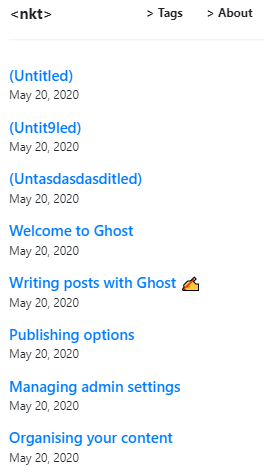 <nkt>
> Tags > About
(Untitled)
May 20, 2020
(Untit9led)
May 20, 2020
(Untasdasdasditled)
May 20, 2020
Welcome to Ghost
May 20, 2020
Writing posts with Ghost ✍️
May 20, 2020
Publishing options
May 20, 2020
Managing admin settings
May 20, 2020
Organising your content
May 20, 2020